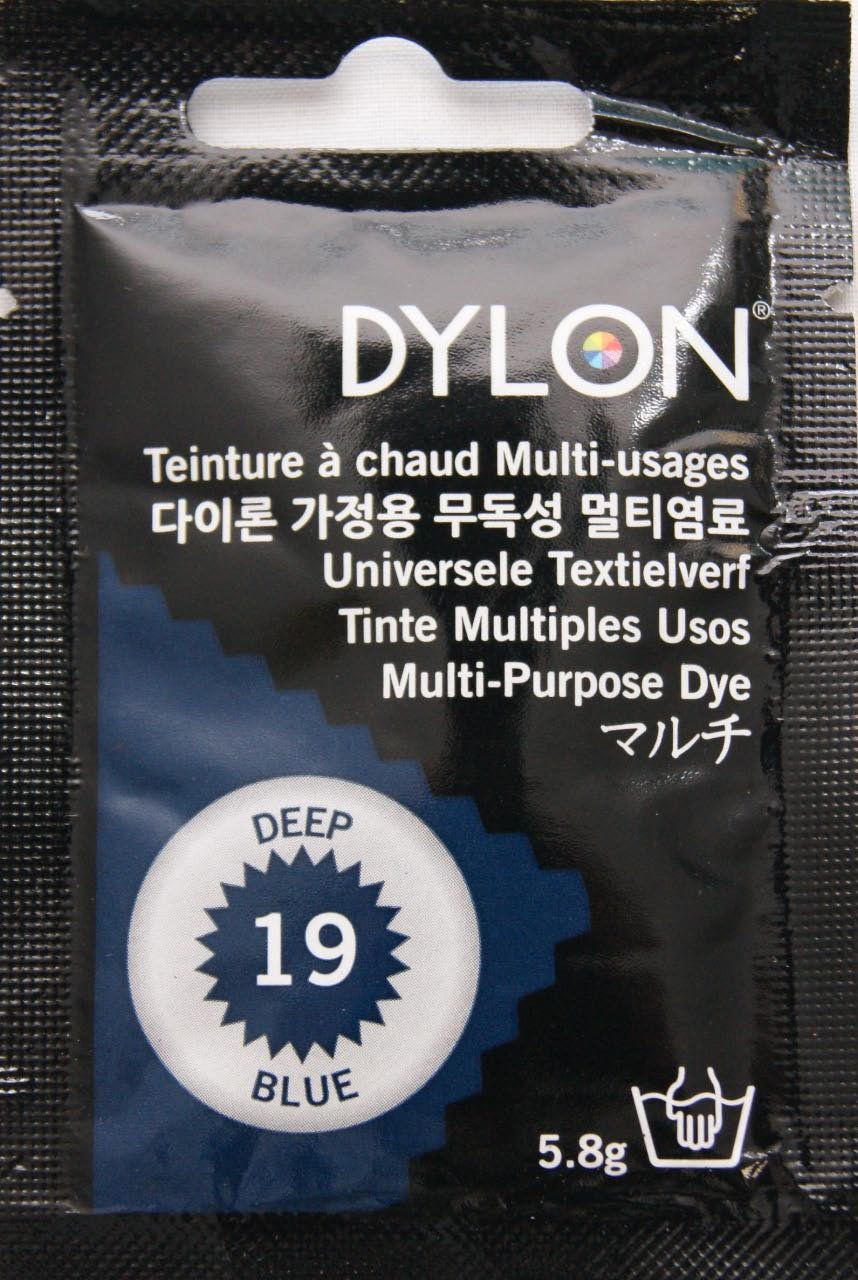 DYLON®
Teinture à chaud Multi-usages
다이론 가정용 무독성 멀티염료
Universele Textielverf
Tinte Multiples Usos
Multi-Purpose Dye
マルチ
DEEP
19
BLUE
5.8g